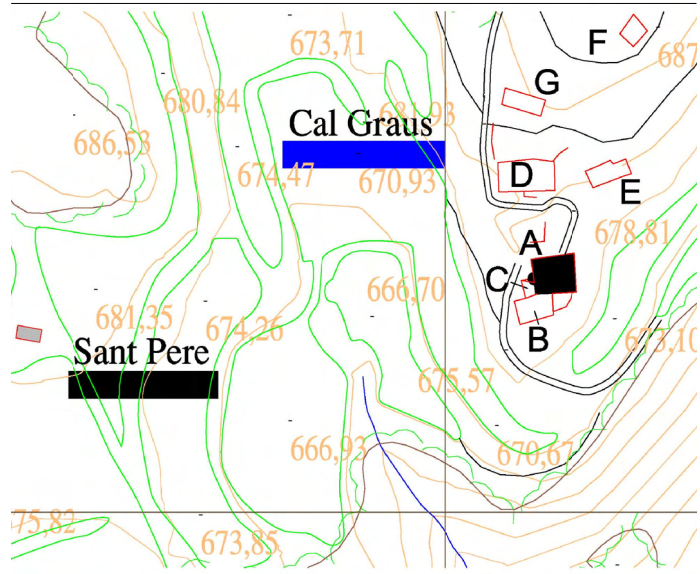 673,71
F
687
680,84
G
681,93
Cal Graus
686,53
674,47
670,93
D
E
A
678,81
C
666,70
681,35
674,26
B
673,10
Sant Pere
675,57
666,93
670,67
75,82
673,85